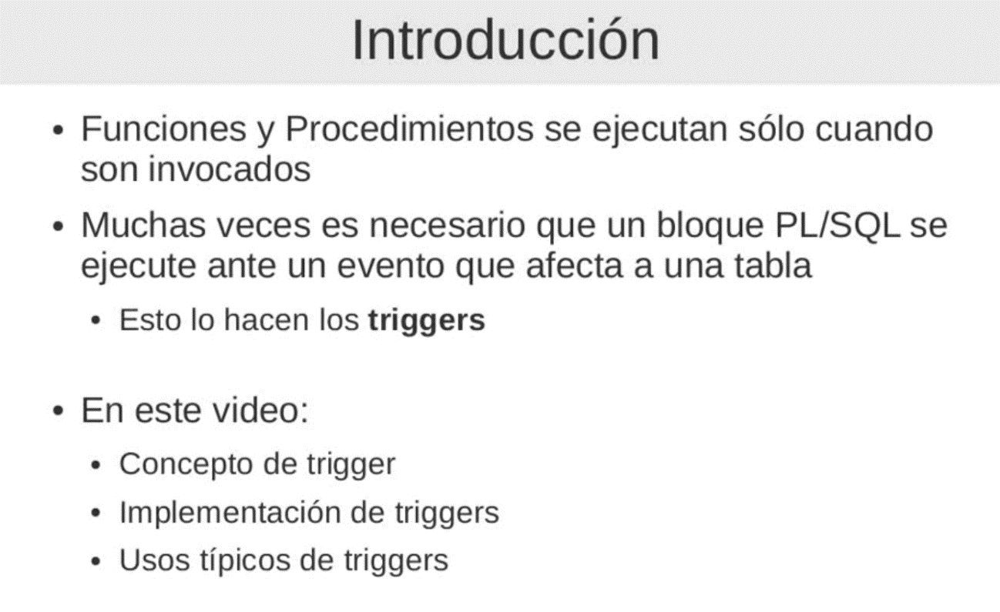 Introducción
• Funciones y Procedimientos se ejecutan sólo cuando
son invocados
• Muchas veces es necesario que un bloque PL/SQL se
ejecute ante un evento que afecta a una tabla
• Esto lo hacen los triggers
• En este video:
• Concepto de trigger
• Implementación de triggers
• Usos típicos de triggers